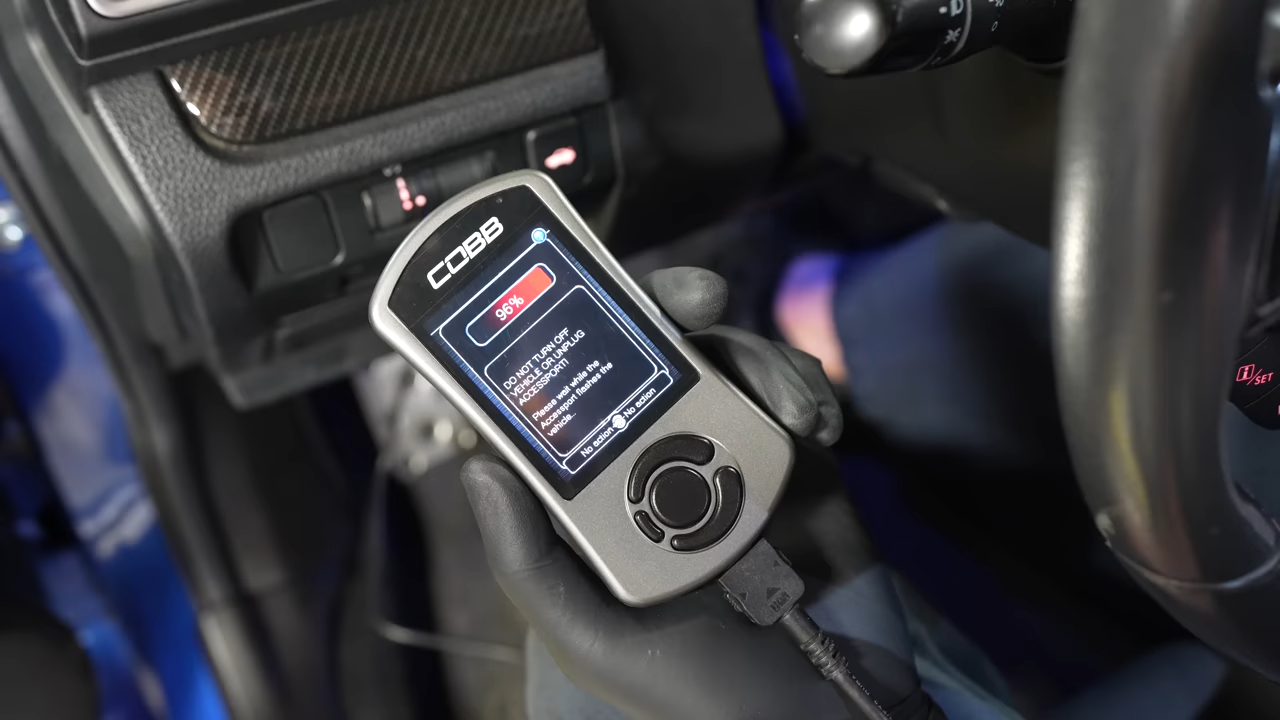 COBB
96%
DO NOT TURN OFF
VEHICLE OR UNPLUG
ACCESSPORT!
Please wait while the
Accessport flashes the
vehicle..
No action
No action
i/SET